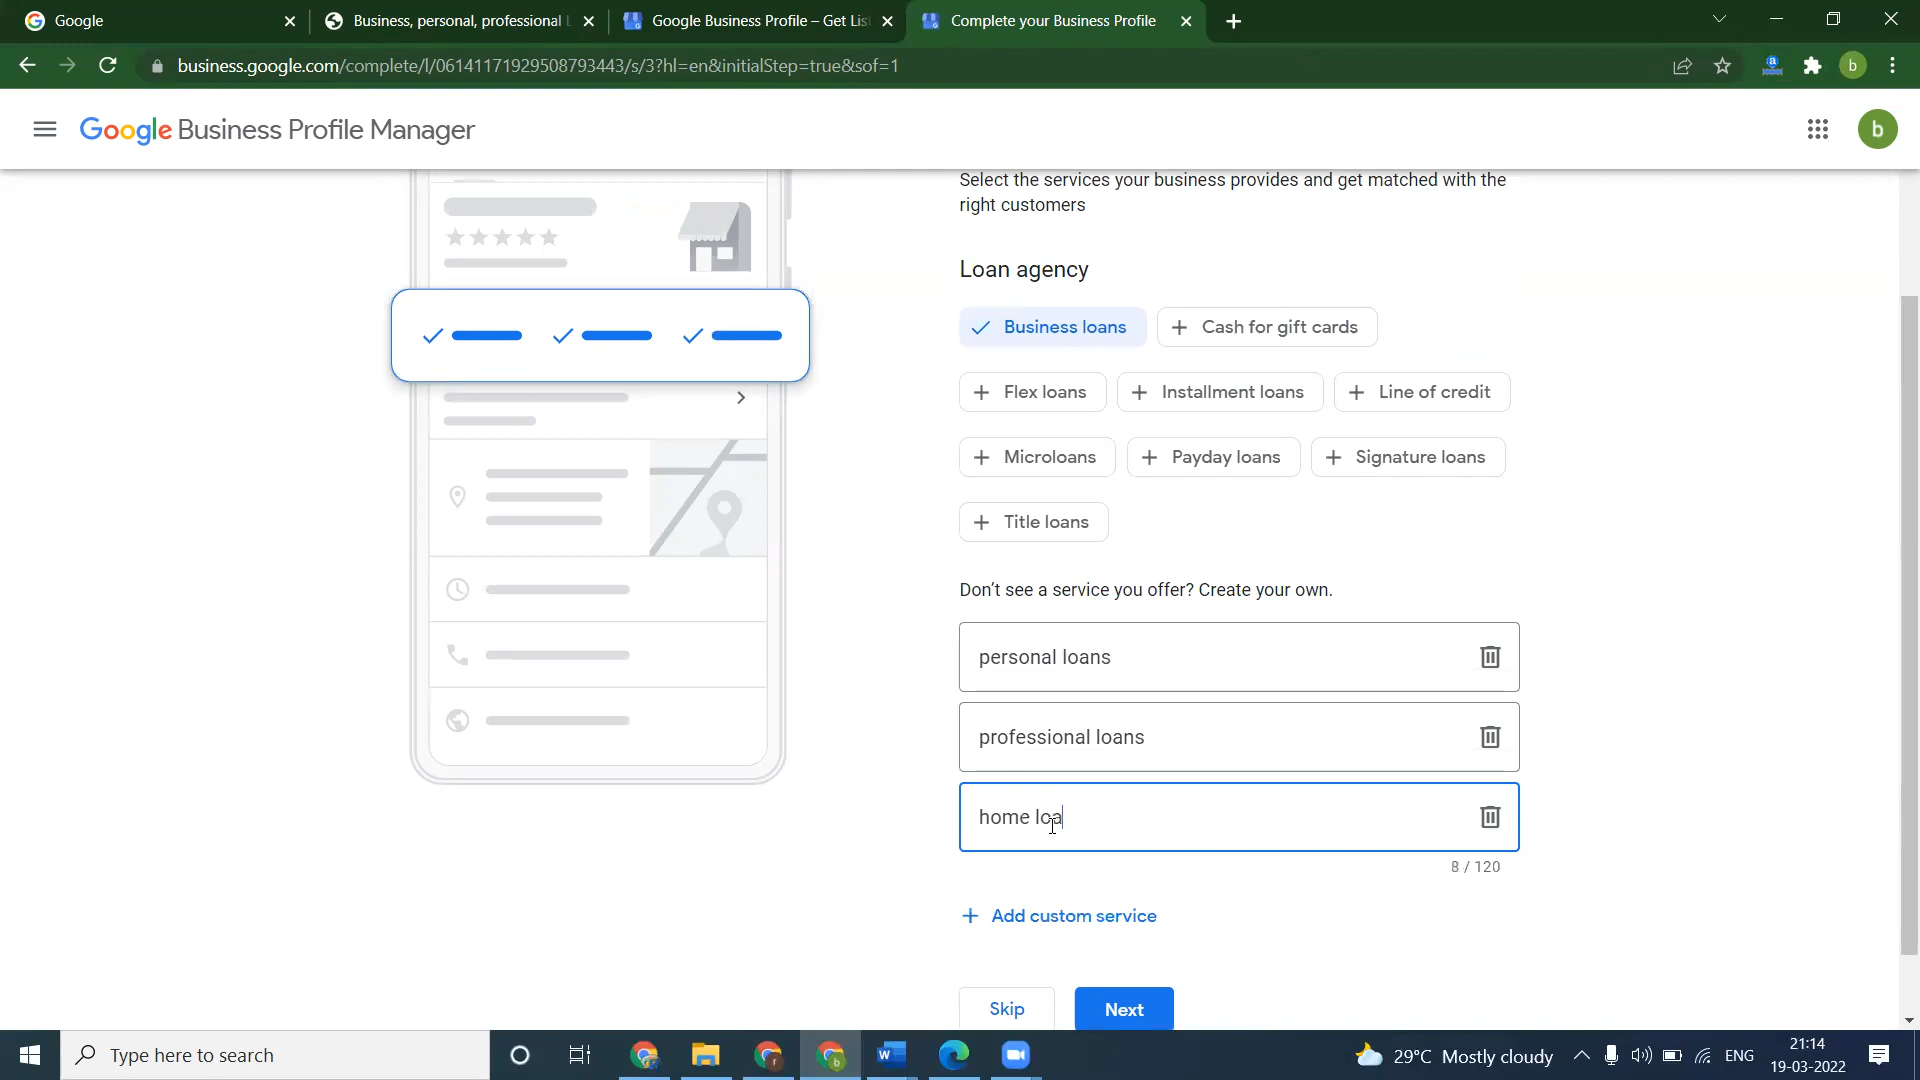 Google
Business, personal, professional
Google Business Profile – Get Lis
Complete your Business Profile
business.google.com/complete/l/06141171929508793443/s/3?hl=en&initialStep=true&sof=1
b
Google Business Profile Manager
b
Select the services your business provides and get matched with the
right customers
Loan agency
Business loans
Cash for gift cards
Flex loans
Installment loans
Line of credit
Microloans
Payday loans
Signature loans
Title loans
Don’t see a service you offer? Create your own.
personal loans
professional loans
home loa
8 / 120
Add custom service
Skip
Next
Type here to search
29°C Mostly cloudy
ENG
21:14
19-03-2022